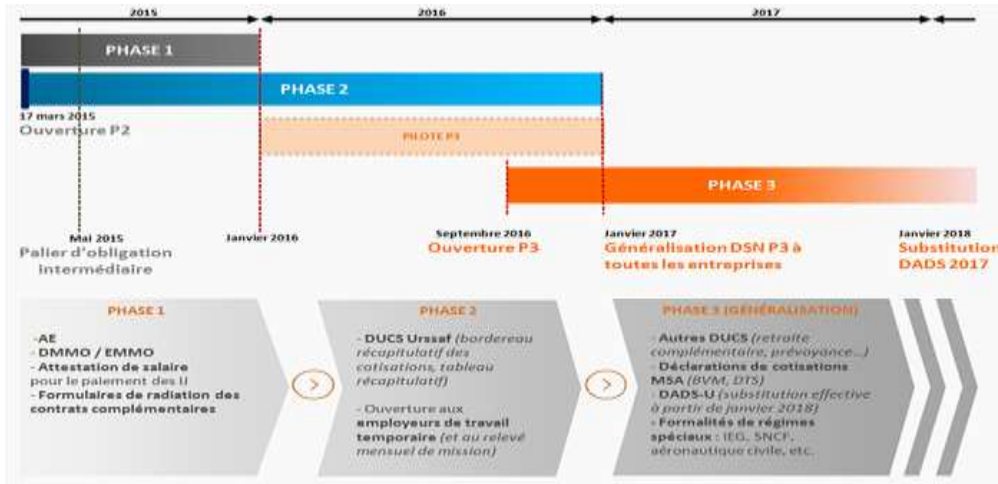 2015
2016
2017
PHASE 1
PHASE 2
17 mars 2015
Ouverture P2
PILOTE P3
PHASE 3
Mai 2015
Palier d'obligation
intermédiaire
Janvier 2016
Septembre 2016
Ouverture P3
Janvier 2017
Généralisation DSN P3 à
toutes les entreprises
Janvier 2018
Substitution
DADS 2017
PHASE 1
-AE
- DMMO / EMMO
- Attestation de salaire
pour le paiement des IJ
- Formulaires de radiation des
contrats complémentaires
PHASE 2
- DUCS Urssaf (bordereau
récapitulatif des
cotisations, tableau
récapitulatif)
- Ouverture aux
employeurs de travail
temporaire (et au relevé
mensuel de mission)
PHASE 3 (GÉNÉRALISATION)
- Autres DUCS (retraite
complémentaire, prévoyance...)
- Déclarations de cotisations
MSA (BVM, DTS)
- DADS-U (substitution effective
à partir de janvier 2018)
- Formalités de régimes
spéciaux : IEG, SNCF,
aéronautique civile, etc.